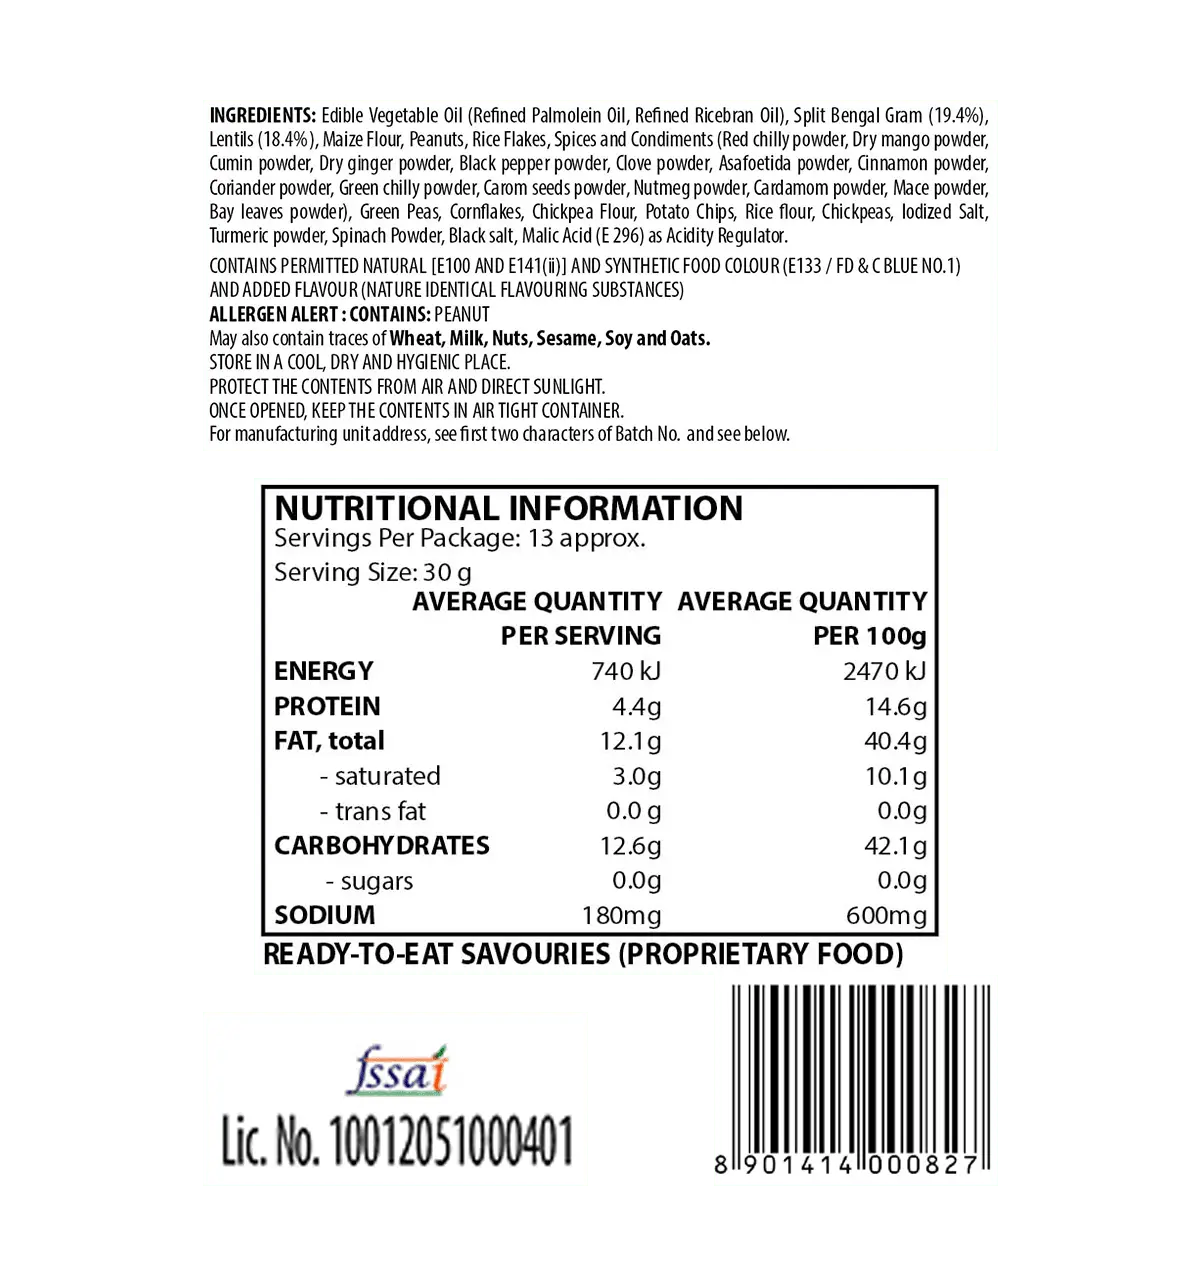 INGREDIENTS: Edible Vegetable Oil (Refined Palmolein Oil, Refined Ricebran Oil), Split Bengal Gram (19.4%),
Lentils (18.4%), Maize Flour, Peanuts, Rice Flakes, Spices and Condiments (Red chilly powder, Dry mango powder,
Cumin powder, Dry ginger powder, Black pepper powder, Clove powder, Asafoetida powder, Cinnamon powder,
Coriander powder, Green chilly powder, Carom seeds powder, Nutmeg powder, Cardamom powder, Mace powder,
Bay leaves powder), Green Peas, Cornflakes, Chickpea Flour, Potato Chips, Rice flour, Chickpeas, Iodized Salt,
Turmeric powder, Spinach Powder, Black salt, Malic Acid (E 296) as Acidity Regulator.
CONTAINS PERMITTED NATURAL [E100 AND E141(ii)] AND SYNTHETIC FOOD COLOUR (E133 / FD & C BLUE NO.1)
AND ADDED FLAVOUR (NATURE IDENTICAL FLAVOURING SUBSTANCES)
ALLERGEN ALERT : CONTAINS: PEANUT
May also contain traces of Wheat, Milk, Nuts, Sesame, Soy and Oats.
STORE IN A COOL, DRY AND HYGIENIC PLACE.
PROTECT THE CONTENTS FROM AIR AND DIRECT SUNLIGHT.
ONCE OPENED, KEEP THE CONTENTS IN AIR TIGHT CONTAINER.
For manufacturing unit address, see first two characters of Batch No. and see below.
NUTRITIONAL INFORMATION
Servings Per Package: 13 approx.
Serving Size: 30 g
AVERAGE QUANTITY AVERAGE QUANTITY
PER SERVING PER 100g
ENERGY 740 kJ 2470 kJ
PROTEIN 4.4g 14.6g
FAT, total 12.1g 40.4g
- saturated 3.0g 10.1g
- trans fat 0.0 g 0.0g
CARBOHYDRATES 12.6g 42.1g
- sugars 0.0g 0.0g
SODIUM 180mg 600mg
READY-TO-EAT SAVOURIES (PROPRIETARY FOOD)
fssai
Lic. No. 10012051000401
8 901414 000827